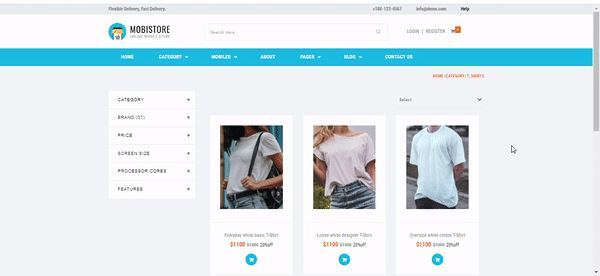 Flexible Delivery, Fast Delivery.
+180-123-4567 info@demo.com Help
MOBISTORE
ONLINE MOBILE STORE
Search Here
LOGIN | REGISTER
HOME CATEGORY MOBILES ABOUT PAGES BLOG CONTACT US
HOME |CATEGORY| T_SHIRTS
CATEGORY +
BRAND (07) +
PRICE +
SCREEN SIZE +
PROCESSOR CORES +
FEATURES +
Select
Everyday white basic T-Shirt
$1100 $1400 20%off
Loose white designer T-Shirt
$1100 $1400 20%off
Oversize white cotton T-Shirt
$1100 $1400 20%off